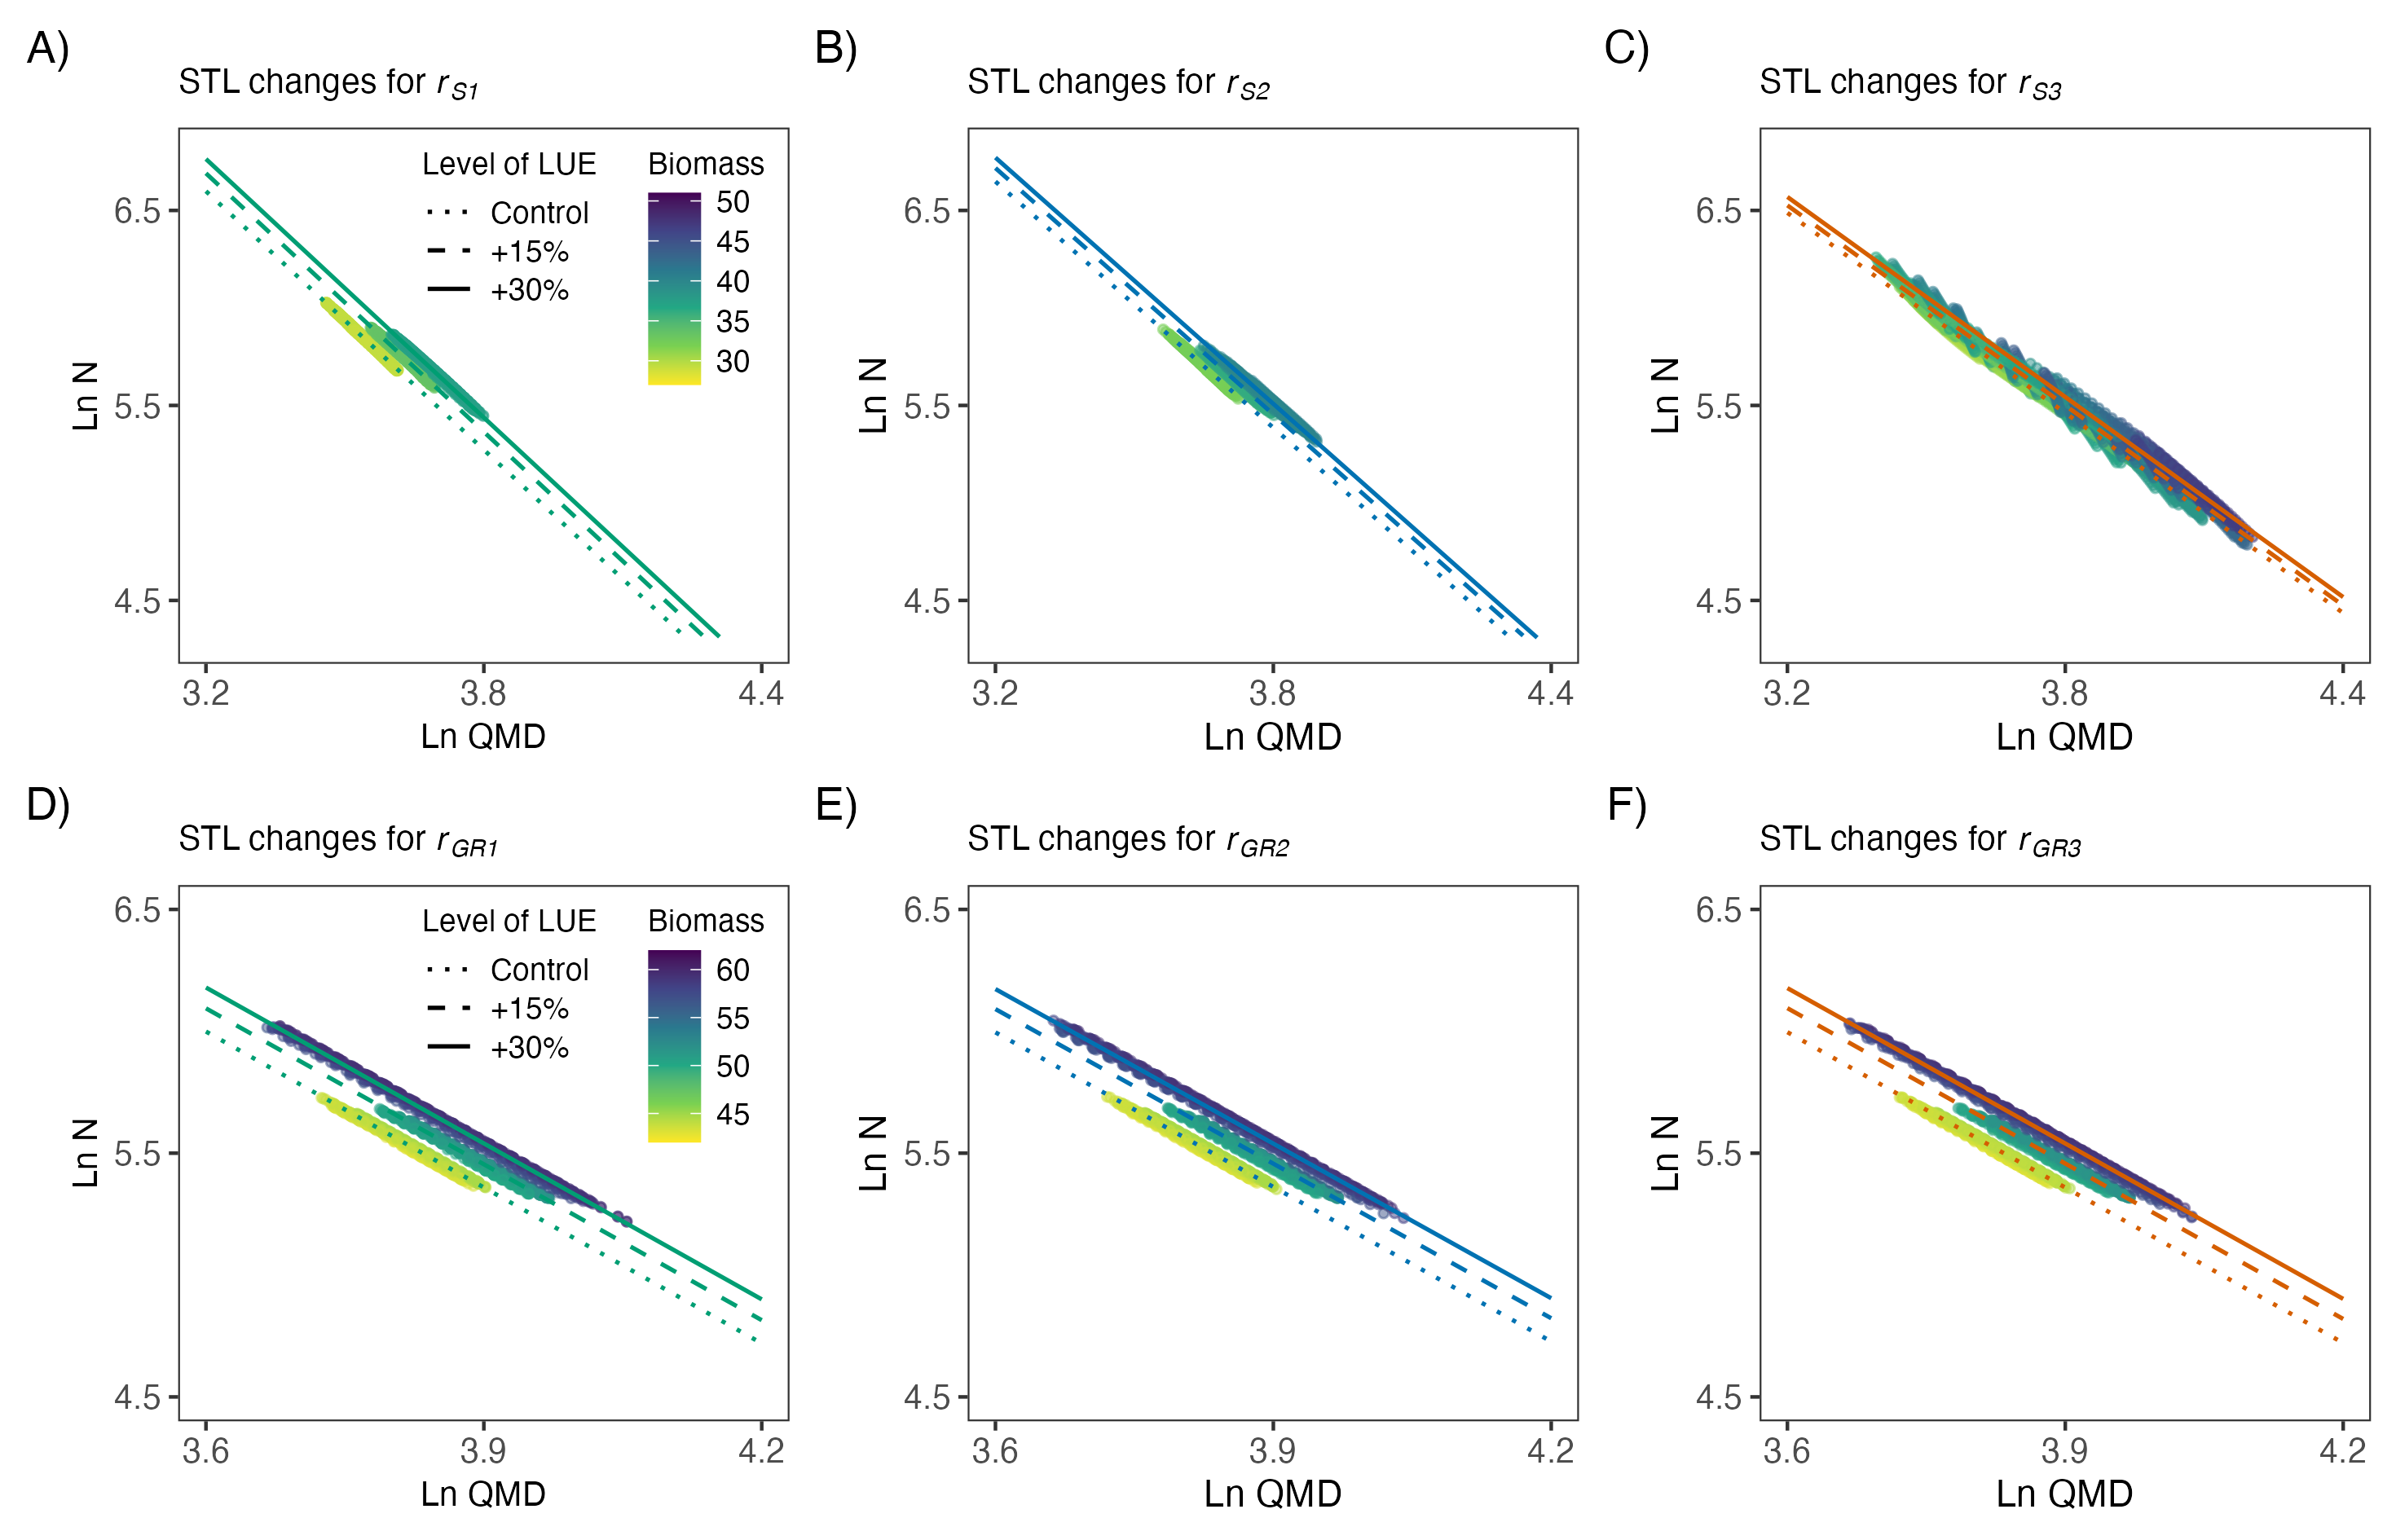 A)
STL changes for rS1
Level of LUE
Control
+15%
+30%
Biomass
50
45
40
35
30
6.5
5.5
4.5
Ln N
3.2 3.8 4.4
Ln QMD
B)
STL changes for rS2
6.5
5.5
4.5
Ln N
3.2 3.8 4.4
Ln QMD
C)
STL changes for rS3
6.5
5.5
4.5
Ln N
3.2 3.8 4.4
Ln QMD
D)
STL changes for rGR1
Level of LUE
Control
+15%
+30%
Biomass
60
55
50
45
6.5
5.5
4.5
Ln N
3.6 3.9 4.2
Ln QMD
E)
STL changes for rGR2
6.5
5.5
4.5
Ln N
3.6 3.9 4.2
Ln QMD
F)
STL changes for rGR3
6.5
5.5
4.5
Ln N
3.6 3.9 4.2
Ln QMD